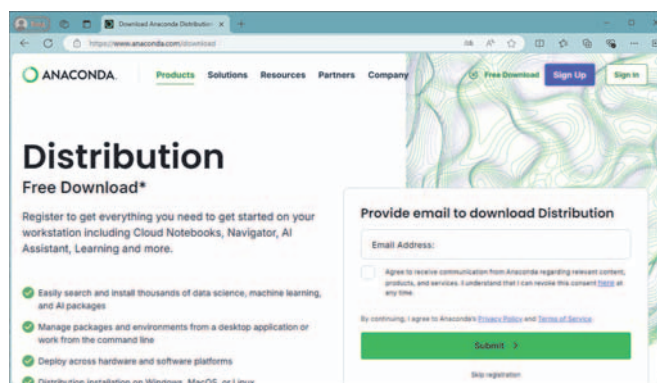 Download Anaconda Distribution
https://www.anaconda.com/download
ANACONDA.
Products Solutions Resources Partners Company
Free Download
Sign Up
Sign In
Distribution
Free Download*
Register to get everything you need to get started on your
workstation including Cloud Notebooks, Navigator, AI
Assistant, Learning and more.
Easily search and install thousands of data science, machine learning,
and AI packages
Manage packages and environments from a desktop application or
work from the command line
Deploy across hardware and software platforms
Distribution installation on Windows, MacOS, or Linux
Provide email to download Distribution
Email Address:
Agree to receive communication from Anaconda regarding relevant content,
products, and services. I understand that I can revoke this consent here at
any time.
By continuing, I agree to Anaconda's Privacy Policy and Terms of Service.
Submit >
Skip registration